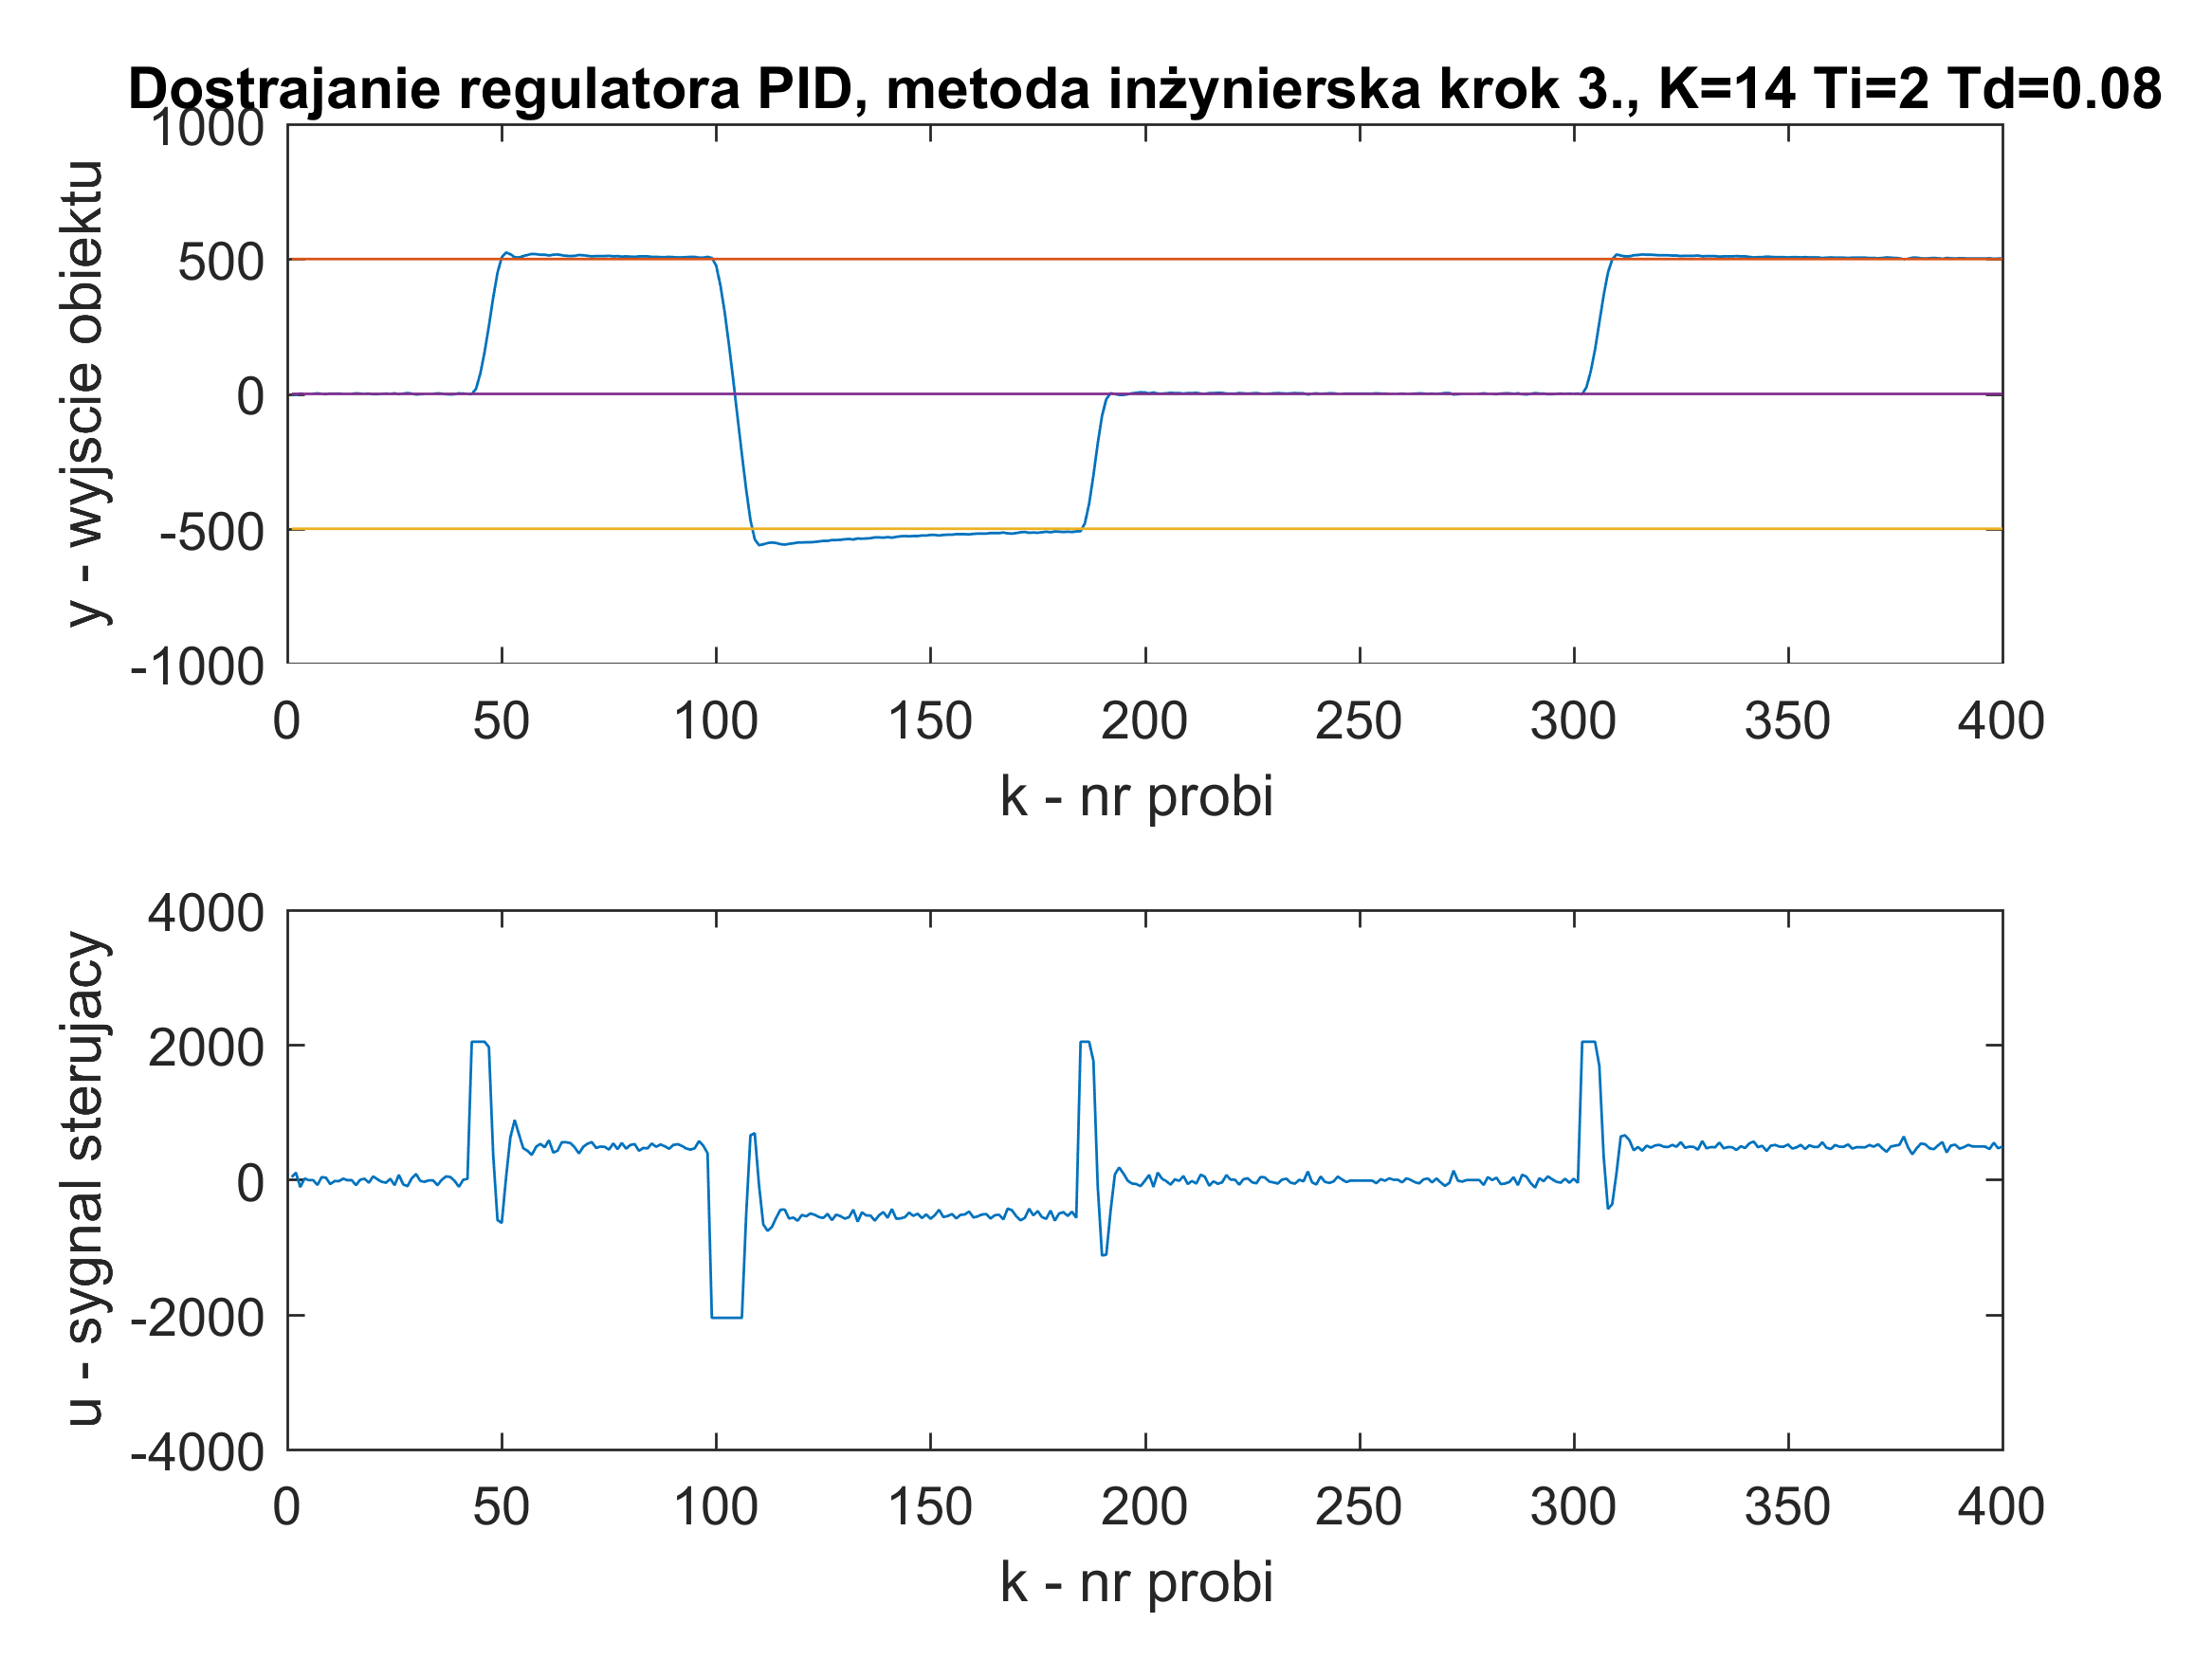 Dostrajanie regulatora PID, metoda inżynierska krok 3., K=14 Ti=2 Td=0.08
1000
500
0
-500
-1000
y - wyjscie obiektu
0 50 100 150 200 250 300 350 400
k - nr probi
4000
2000
0
-2000
-4000
u - sygnal sterujacy
0 50 100 150 200 250 300 350 400
k - nr probi